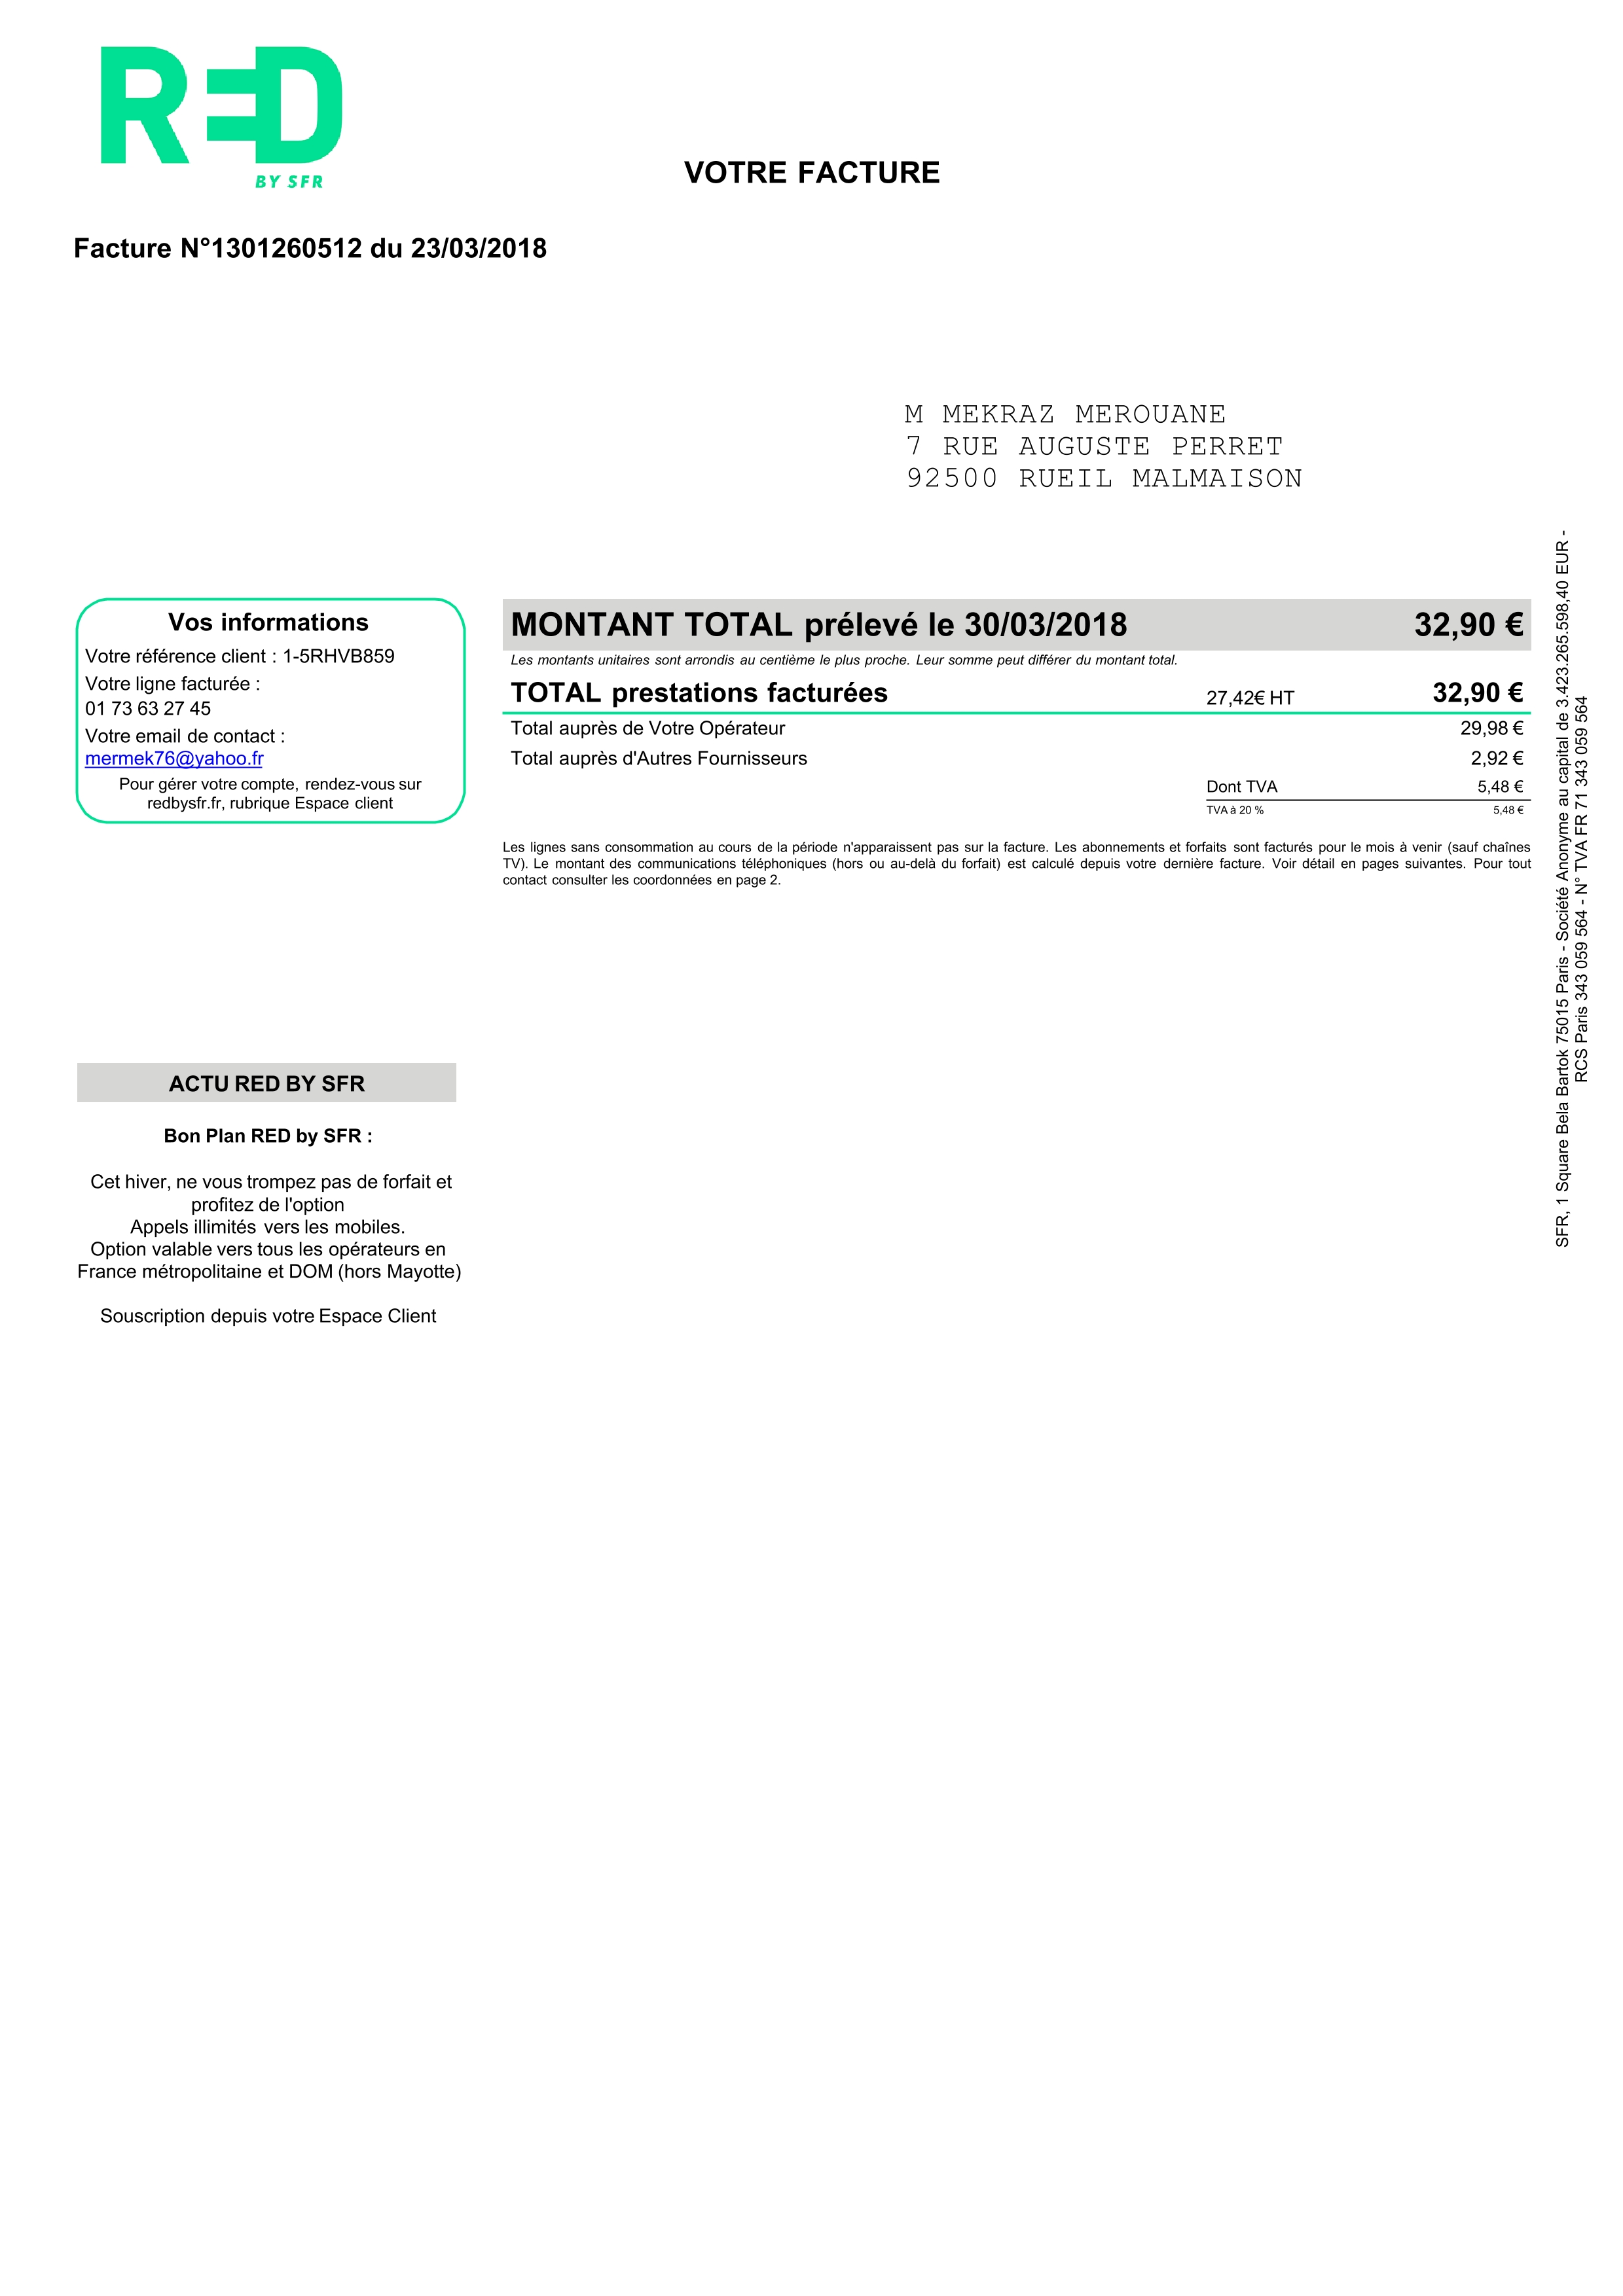 RED
BY SFR
VOTRE FACTURE
Facture N°1301260512 du 23/03/2018
M MEKRAZ MEROUANE
7 RUE AUGUSTE PERRET
92500 RUEIL MALMAISON
Vos informations
Votre référence client : 1-5RHVB859
Votre ligne facturée :
01 73 63 27 45
Votre email de contact :
mermek76@yahoo.fr
Pour gérer votre compte, rendez-vous sur
redbysfr.fr, rubrique Espace client
MONTANT TOTAL prélevé le 30/03/2018 32,90 €
Les montants unitaires sont arrondis au centième le plus proche. Leur somme peut différer du montant total.
TOTAL prestations facturées 27,42€ HT 32,90 €
Total auprès de Votre Opérateur 29,98 €
Total auprès d'Autres Fournisseurs 2,92 €
Dont TVA 5,48 €
TVA à 20 % 5,48 €
Les lignes sans consommation au cours de la période n'apparaissent pas sur la facture. Les abonnements et forfaits sont facturés pour le mois à venir (sauf chaînes
TV). Le montant des communications téléphoniques (hors ou au-delà du forfait) est calculé depuis votre dernière facture. Voir détail en pages suivantes. Pour tout
contact consulter les coordonnées en page 2.
ACTU RED BY SFR
Bon Plan RED by SFR :
Cet hiver, ne vous trompez pas de forfait et
profitez de l'option
Appels illimités vers les mobiles.
Option valable vers tous les opérateurs en
France métropolitaine et DOM (hors Mayotte)
Souscription depuis votre Espace Client
SFR, 1 Square Bela Bartok 75015 Paris - Société Anonyme au capital de 3.423.265.598,40 EUR -
RCS Paris 343 059 564 - N° TVA FR 71 343 059 564